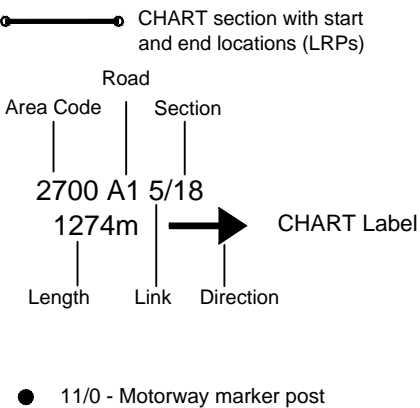 CHART section with start
and end locations (LRPs)
Road
Area Code
Section
2700 A1 5/18
1274m
CHART Label
Length
Link
Direction
11/0 - Motorway marker post